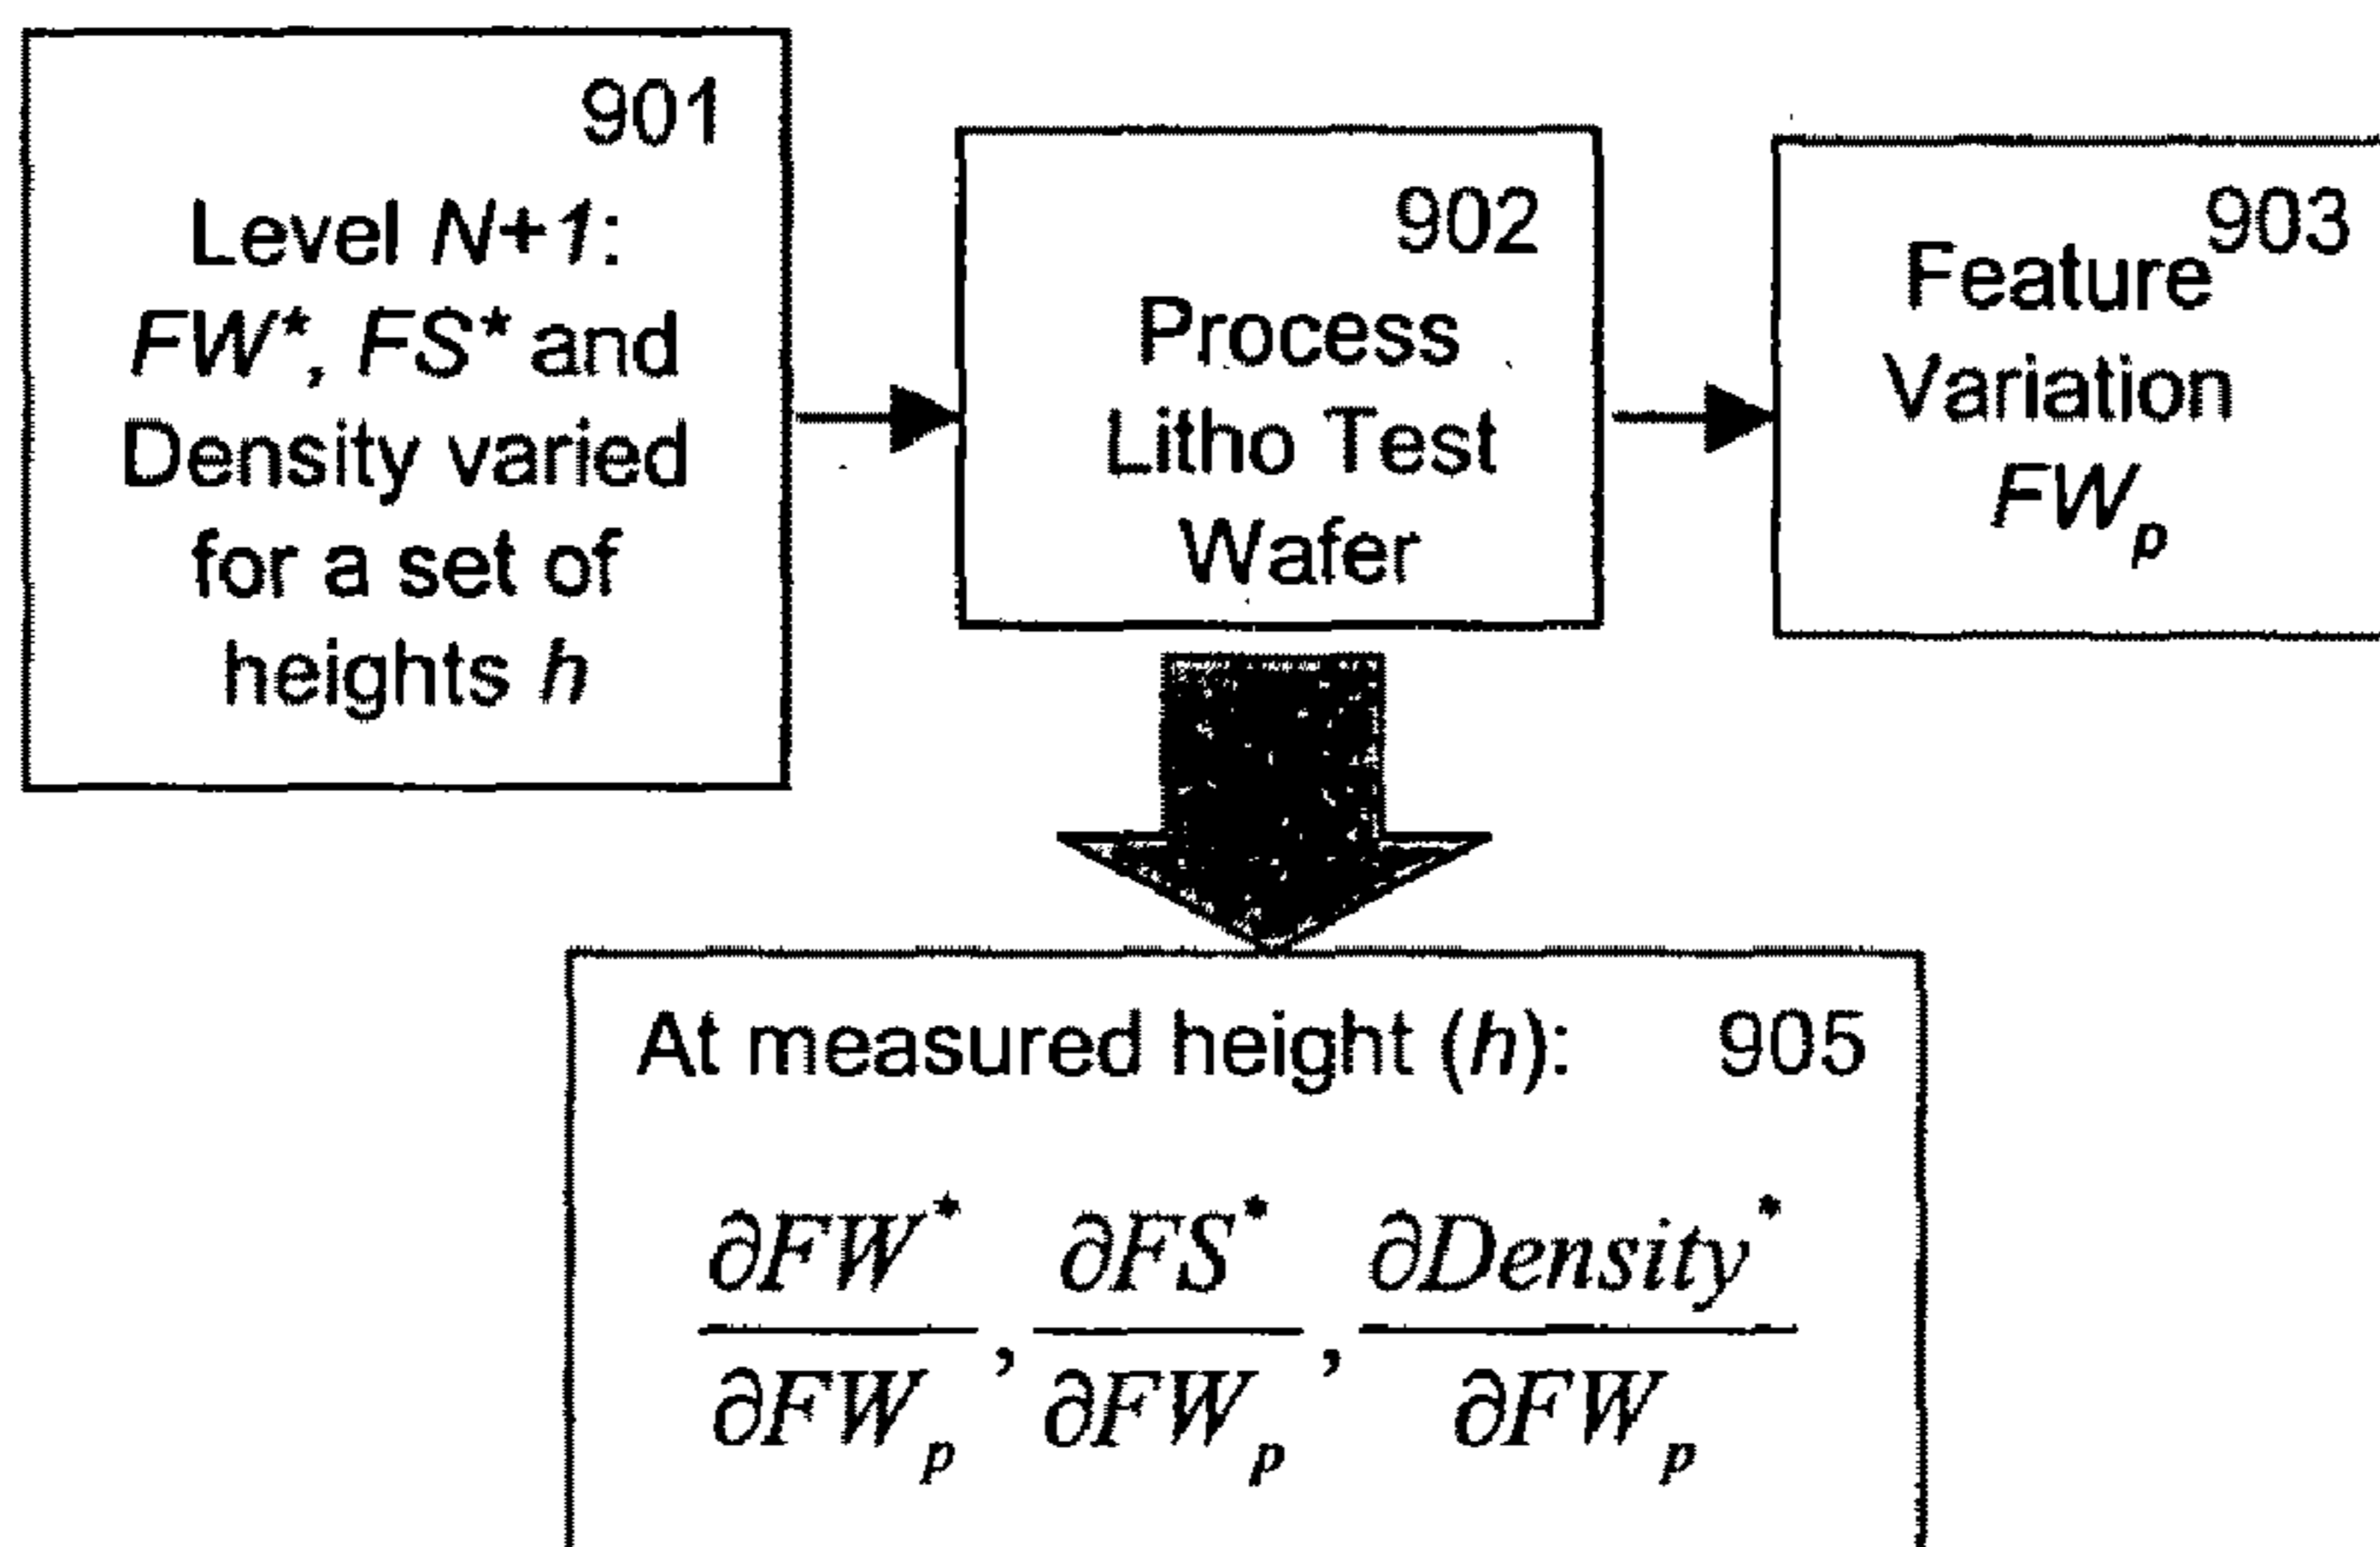 901
Level N+1:
FW*, FS* and
Density varied
for a set of
heights h
902
Process
Litho Test
Wafer
903
Feature
Variation
FWp
At measured height (h): 905
∂FW* / ∂FWp , ∂FS* / ∂FWp , ∂Density* / ∂FWp